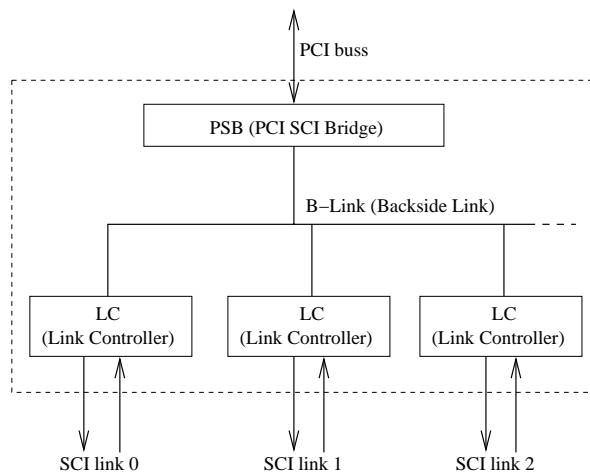 PCI buss
PSB (PCI SCI Bridge)
B−Link (Backside Link)
LC
(Link Controller)
LC
(Link Controller)
LC
(Link Controller)
SCI link 0
SCI link 1
SCI link 2